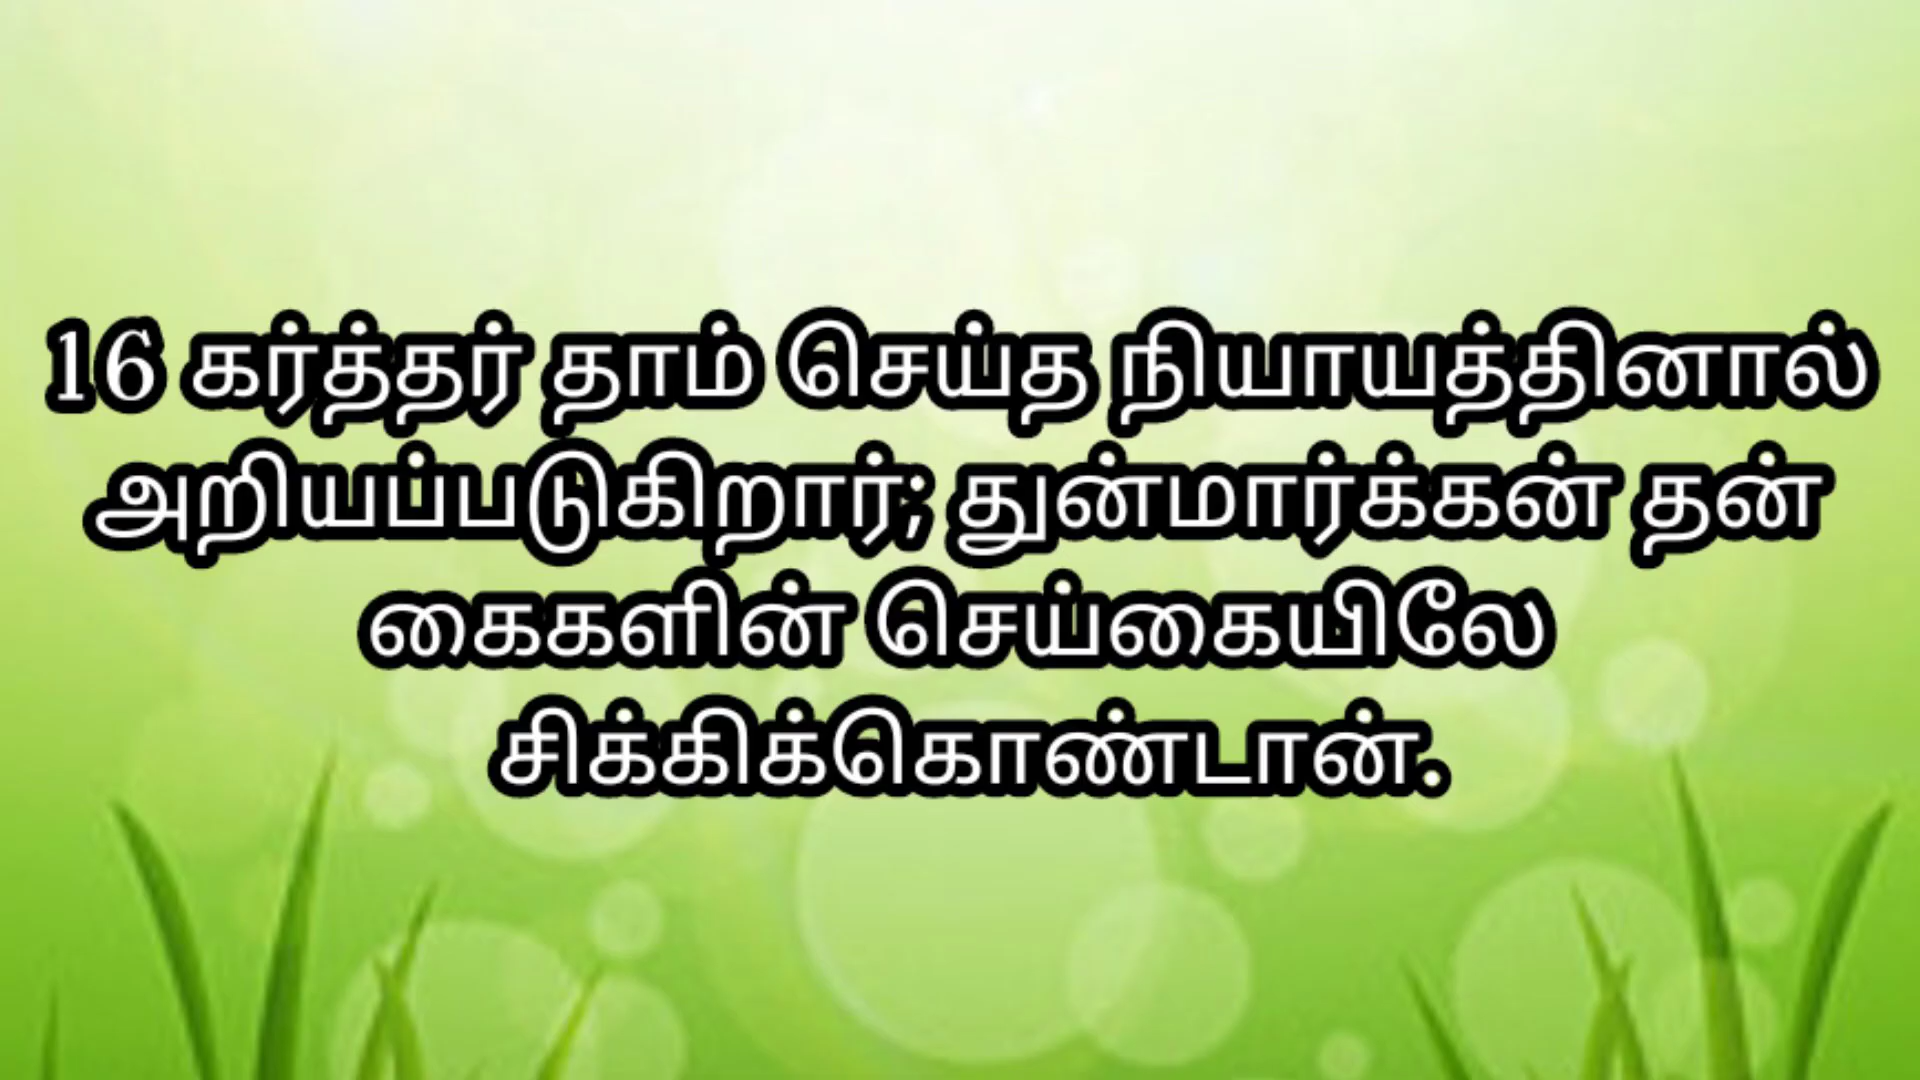 16 கர்த்தர் தாம் செய்த நியாயத்தினால்
அறியப்படுகிறார்; துன்மார்க்கன் தன்
கைகளின் செய்கையிலே
சிக்கிக்கொண்டான்.